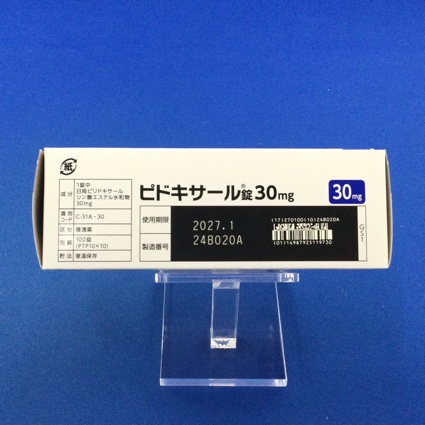 紙
成分
1錠中
日局ピリドキサール
リン酸エステル水和物
30mg
識別コード
C-31A・30
区分
普通薬
包装
100錠
(PTP10×10)
貯法
室温保存
ピドキサール®錠30mg
30mg
使用期限
2027.1
製造番号
24B020A
(17)270100(10)24B020A
(01)14987925119730
GS1